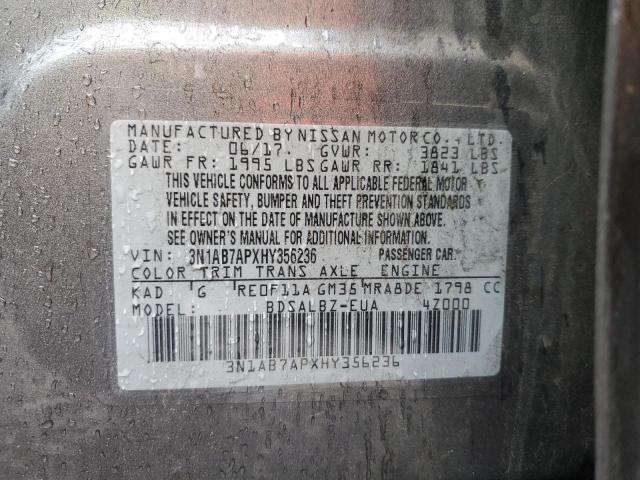 MANUFACTURED BY NISSAN MOTOR CO., LTD.
DATE: 06/17. GVWR: 3823 LBS
GAWR FR: 1995 LBS GAWR RR: 1841 LBS
THIS VEHICLE CONFORMS TO ALL APPLICABLE FEDERAL MOTOR
VEHICLE SAFETY, BUMPER AND THEFT PREVENTION STANDARDS
IN EFFECT ON THE DATE OF MANUFACTURE SHOWN ABOVE.
SEE OWNER'S MANUAL FOR ADDITIONAL INFORMATION.
VIN: 3N1AB7APXHY356236 PASSENGER CAR.
COLOR TRIM TRANS AXLE ENGINE
KAD G RE0F11A GM36 MRA8DE 1798 CC
MODEL: BDSALBZ-EUA 4Z000
3N1AB7APXHY356236